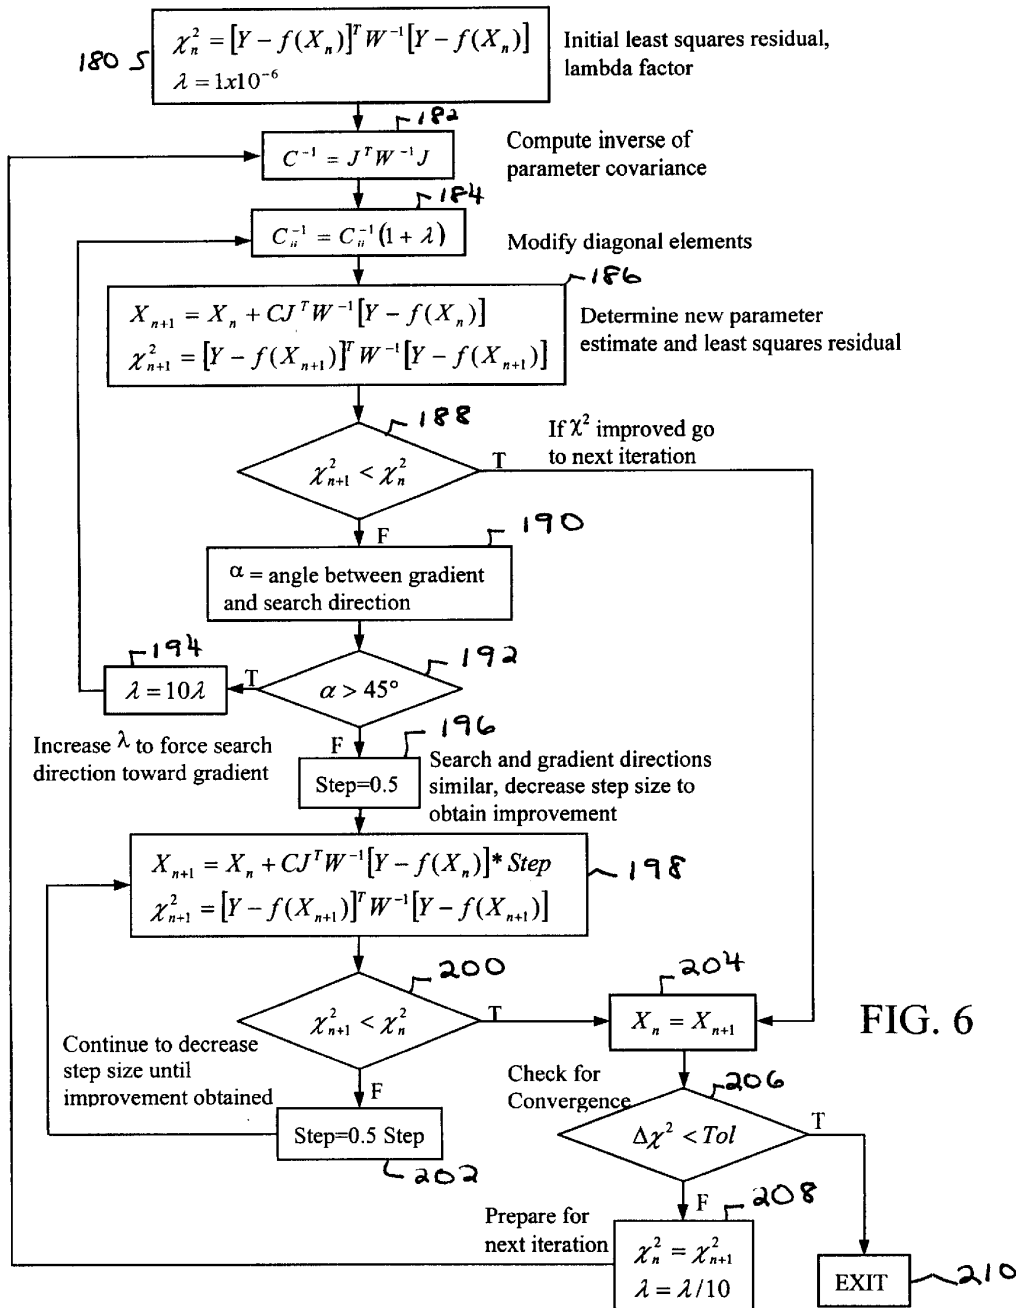 χ²ₙ = [Y − f(Xₙ)]ᵀ W⁻¹ [Y − f(Xₙ)]
λ = 1x10⁻⁶
180
Initial least squares residual,
lambda factor
182
C⁻¹ = JᵀW⁻¹J
Compute inverse of
parameter covariance
184
C⁻¹ᵢᵢ = C⁻¹ᵢᵢ(1 + λ)
Modify diagonal elements
186
Xₙ₊₁ = Xₙ + CJᵀW⁻¹[Y − f(Xₙ)]
χ²ₙ₊₁ = [Y − f(Xₙ₊₁)]ᵀ W⁻¹ [Y − f(Xₙ₊₁)]
Determine new parameter
estimate and least squares residual
188
χ²ₙ₊₁ < χ²ₙ
T
If χ² improved go
to next iteration
F
190
α = angle between gradient
and search direction
192
α > 45°
T
194
λ = 10λ
Increase λ to force search
direction toward gradient
F
196
Step=0.5
Search and gradient directions
similar, decrease step size to
obtain improvement
198
Xₙ₊₁ = Xₙ + CJᵀW⁻¹[Y − f(Xₙ)]* Step
χ²ₙ₊₁ = [Y − f(Xₙ₊₁)]ᵀ W⁻¹ [Y − f(Xₙ₊₁)]
200
χ²ₙ₊₁ < χ²ₙ
T
F
Continue to decrease
step size until
improvement obtained
Step=0.5 Step
202
204
Xₙ = Xₙ₊₁
FIG. 6
Check for
Convergence
206
Δχ² < Tol
T
F
208
Prepare for
next iteration
χ²ₙ = χ²ₙ₊₁
λ = λ/10
EXIT
210